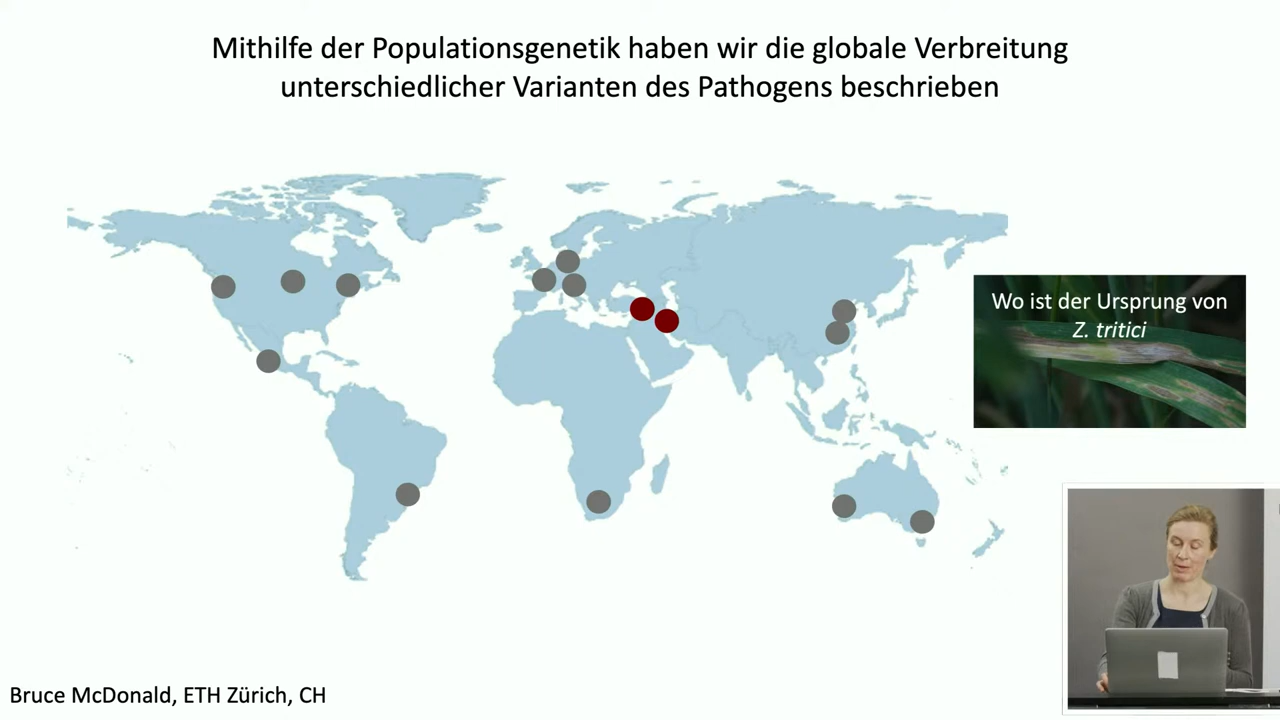 Mithilfe der Populationsgenetik haben wir die globale Verbreitung
unterschiedlicher Varianten des Pathogens beschrieben
Wo ist der Ursprung von
Z. tritici
Bruce McDonald, ETH Zürich, CH